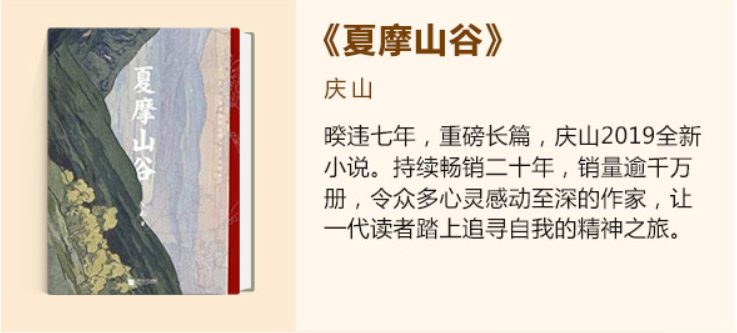 夏摩山谷
《夏摩山谷》
庆山
暌违七年，重磅长篇，庆山2019全新
小说。持续畅销二十年，销量逾千万
册，令众多心灵感动至深的作家，让
一代读者踏上追寻自我的精神之旅。